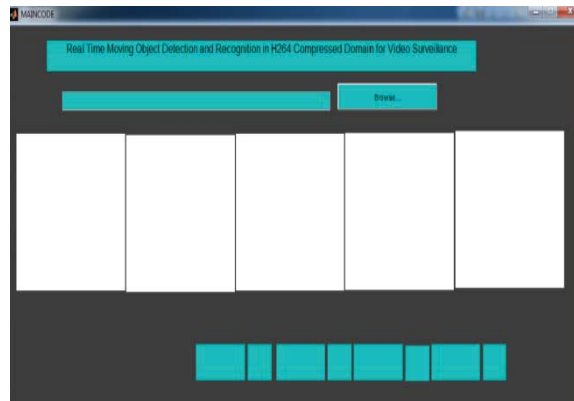 MAINCODE
Real Time Moving Object Detection and Recognition in H264 Compressed Domain for Video Surveillance
Browse...